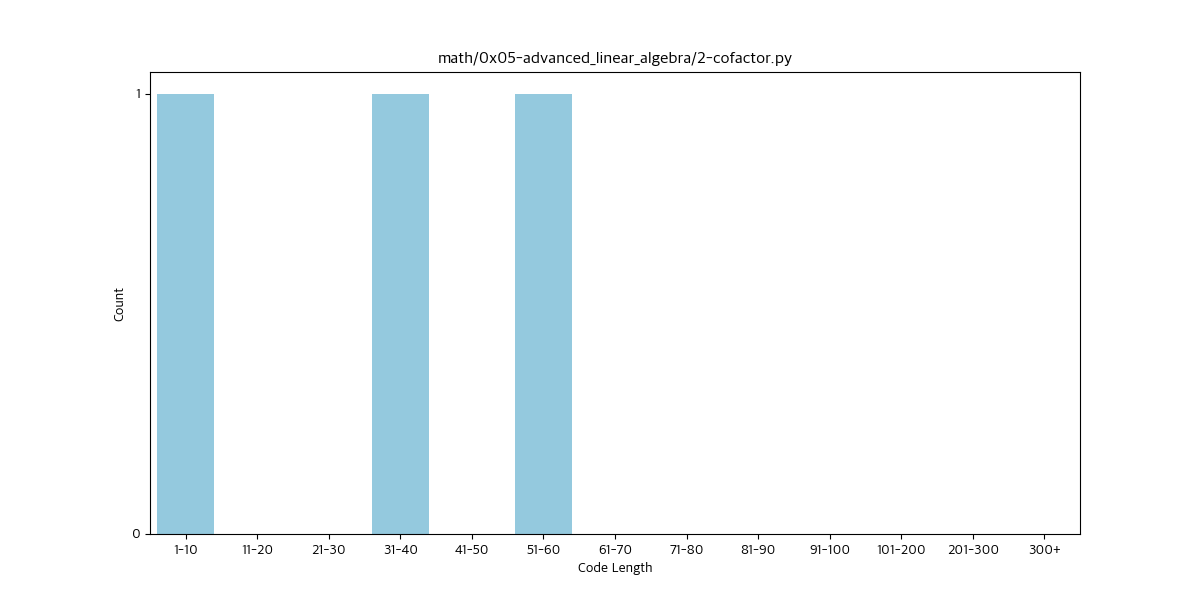 math/0x05-advanced_linear_algebra/2-cofactor.py
1
Count
0
1-10 11-20 21-30 31-40 41-50 51-60 61-70 71-80 81-90 91-100 101-200 201-300 300+
Code Length